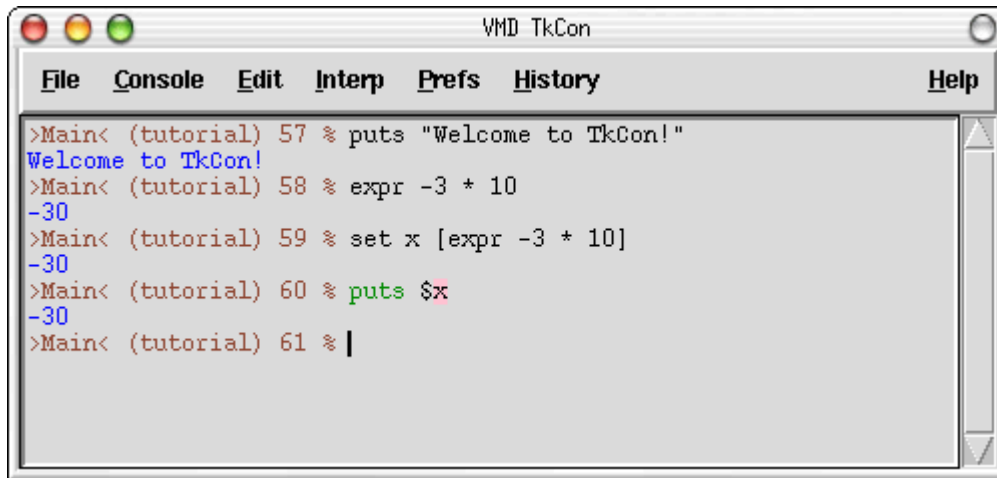 VMD TkCon
File Console Edit Interp Prefs History Help
>Main< (tutorial) 57 % puts "Welcome to TkCon!"
Welcome to TkCon!
>Main< (tutorial) 58 % expr -3 * 10
-30
>Main< (tutorial) 59 % set x [expr -3 * 10]
-30
>Main< (tutorial) 60 % puts $x
-30
>Main< (tutorial) 61 %